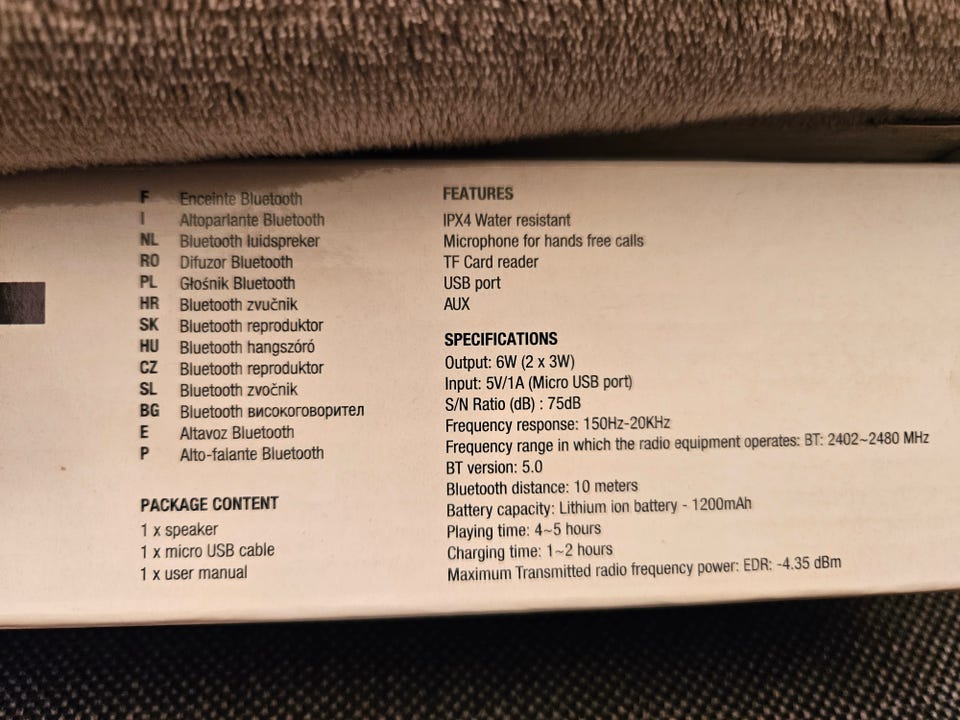 F Enceinte Bluetooth
I Altoparlante Bluetooth
NL Bluetooth luidspreker
RO Difuzor Bluetooth
PL Głośnik Bluetooth
HR Bluetooth zvučnik
SK Bluetooth reproduktor
HU Bluetooth hangszóró
CZ Bluetooth reproduktor
SL Bluetooth zvočnik
BG Bluetooth високоговорител
E Altavoz Bluetooth
P Alto-falante Bluetooth
PACKAGE CONTENT
1 x speaker
1 x micro USB cable
1 x user manual
FEATURES
IPX4 Water resistant
Microphone for hands free calls
TF Card reader
USB port
AUX
SPECIFICATIONS
Output: 6W (2 x 3W)
Input: 5V/1A (Micro USB port)
S/N Ratio (dB) : 75dB
Frequency response: 150Hz-20KHz
Frequency range in which the radio equipment operates: BT: 2402~2480 MHz
BT version: 5.0
Bluetooth distance: 10 meters
Battery capacity: Lithium ion battery - 1200mAh
Playing time: 4~5 hours
Charging time: 1~2 hours
Maximum Transmitted radio frequency power: EDR: -4.35 dBm